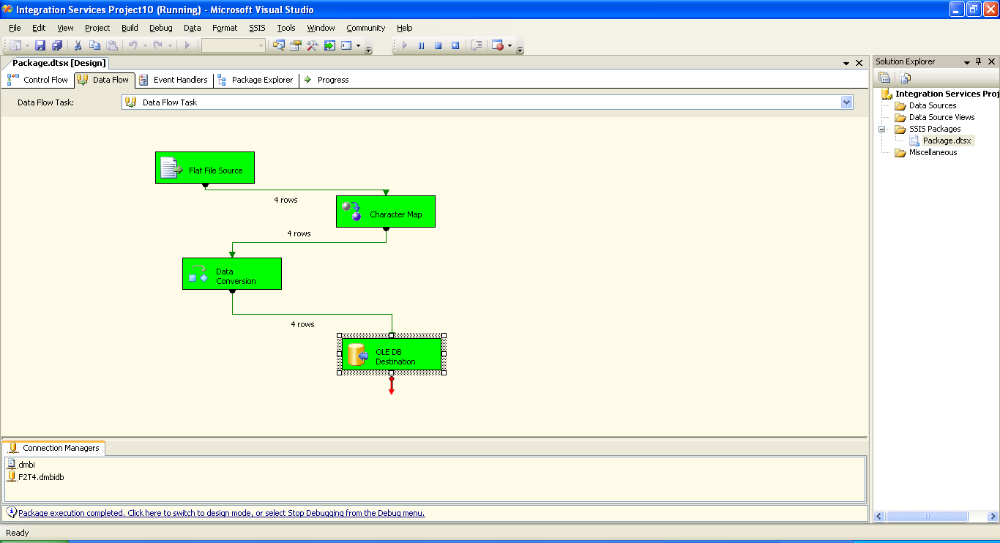 Integration Services Project10 (Running) - Microsoft Visual Studio
File Edit View Project Build Debug Data Format SSIS Tools Window Community Help
Package.dtsx [Design]
Control Flow Data Flow Event Handlers Package Explorer Progress
Data Flow Task: Data Flow Task
Flat File Source
4 rows
Character Map
4 rows
Data
Conversion
4 rows
OLE DB
Destination
Connection Managers
dmbi
F2T4.dmbidb
Package execution completed. Click here to switch to design mode, or select Stop Debugging from the Debug menu.
Ready
Solution Explorer
Integration Services Proj
Data Sources
Data Source Views
SSIS Packages
Package.dtsx
Miscellaneous